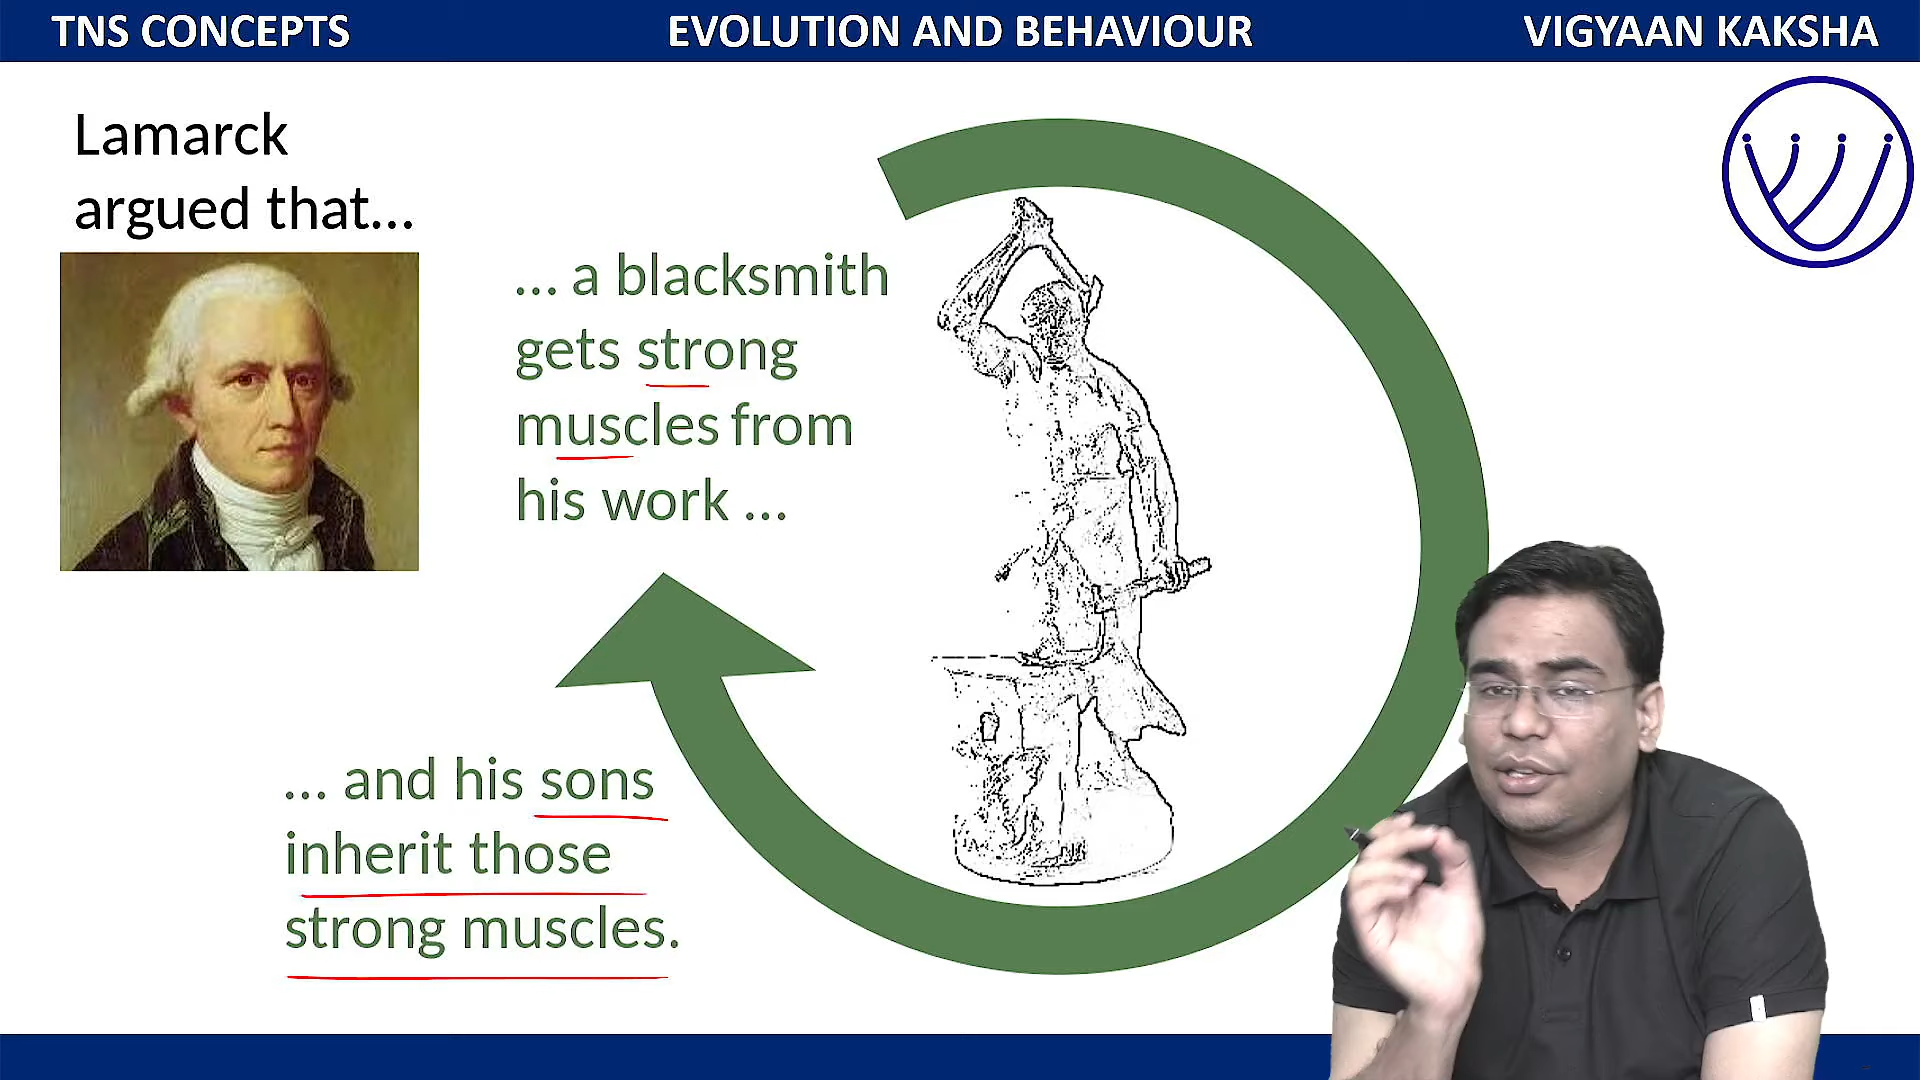 TNS CONCEPTS
EVOLUTION AND BEHAVIOUR
VIGYAAN KAKSHA
Lamarck
argued that...
... a blacksmith
gets strong
muscles from
his work ...
... and his sons
inherit those
strong muscles.